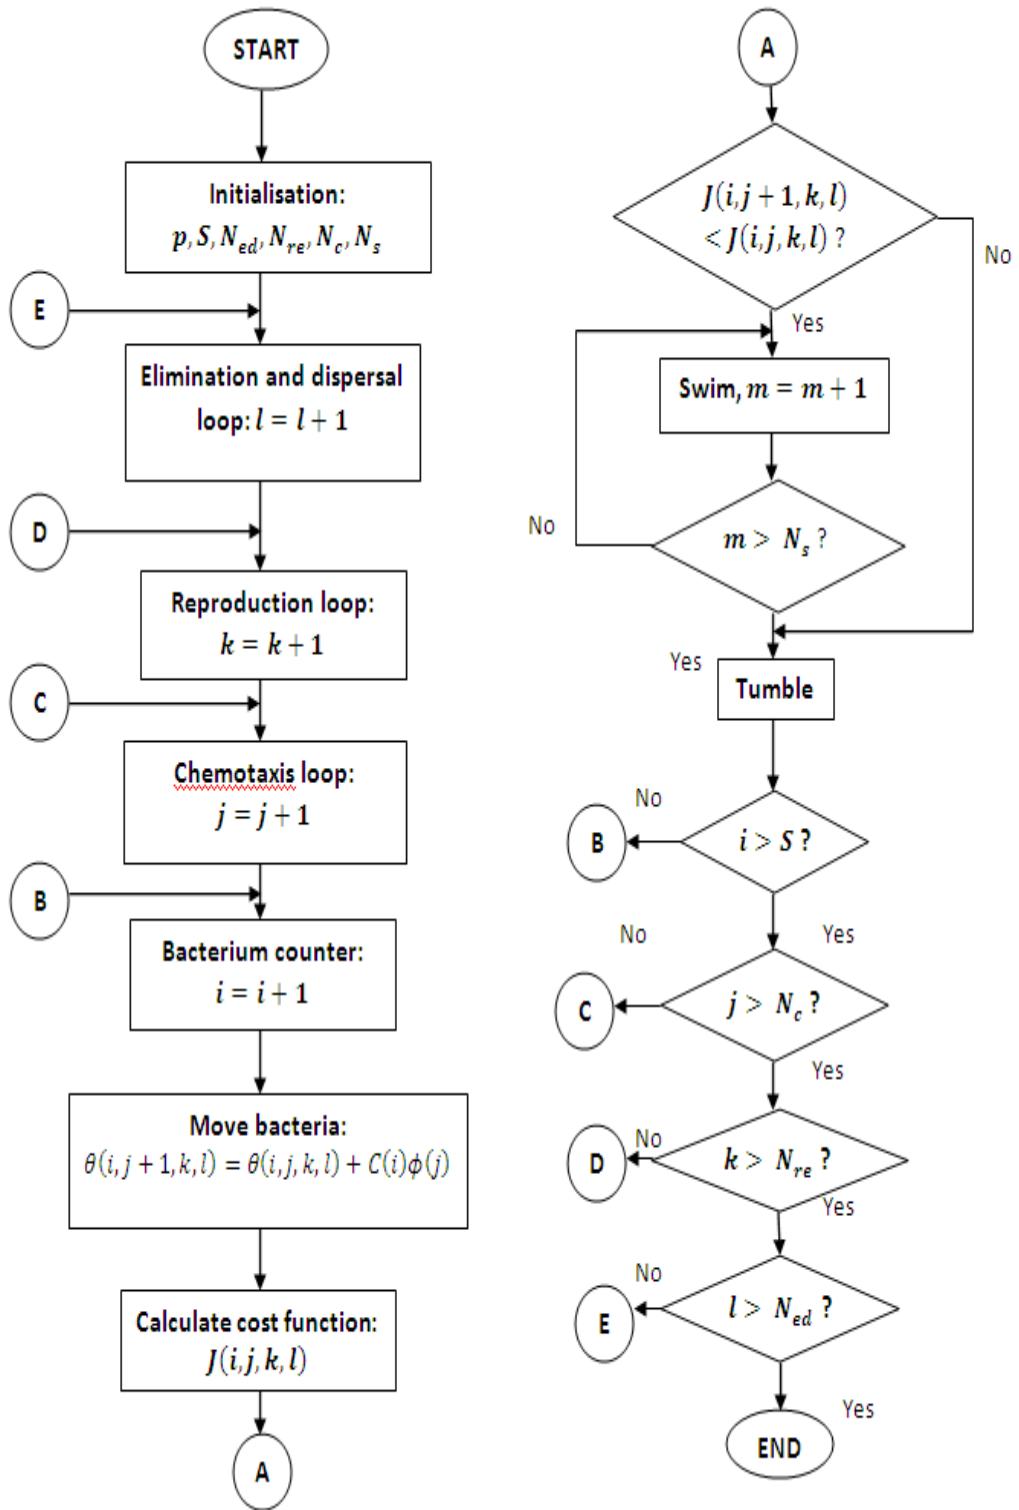 START
Initialisation:
p, S, N_ed, N_re, N_c, N_s
E
Elimination and dispersal
loop: l = l + 1
D
Reproduction loop:
k = k + 1
C
Chemotaxis loop:
j = j + 1
B
Bacterium counter:
i = i + 1
Move bacteria:
θ(i, j + 1, k, l) = θ(i, j, k, l) + C(i)ϕ(j)
Calculate cost function:
J(i, j, k, l)
A
A
J(i, j + 1, k, l)
< J(i, j, k, l) ?
No
Yes
Swim, m = m + 1
No
m > N_s ?
Yes
Tumble
No
B
i > S ?
No
Yes
C
j > N_c ?
Yes
No
D
k > N_re ?
Yes
No
E
l > N_ed ?
Yes
END